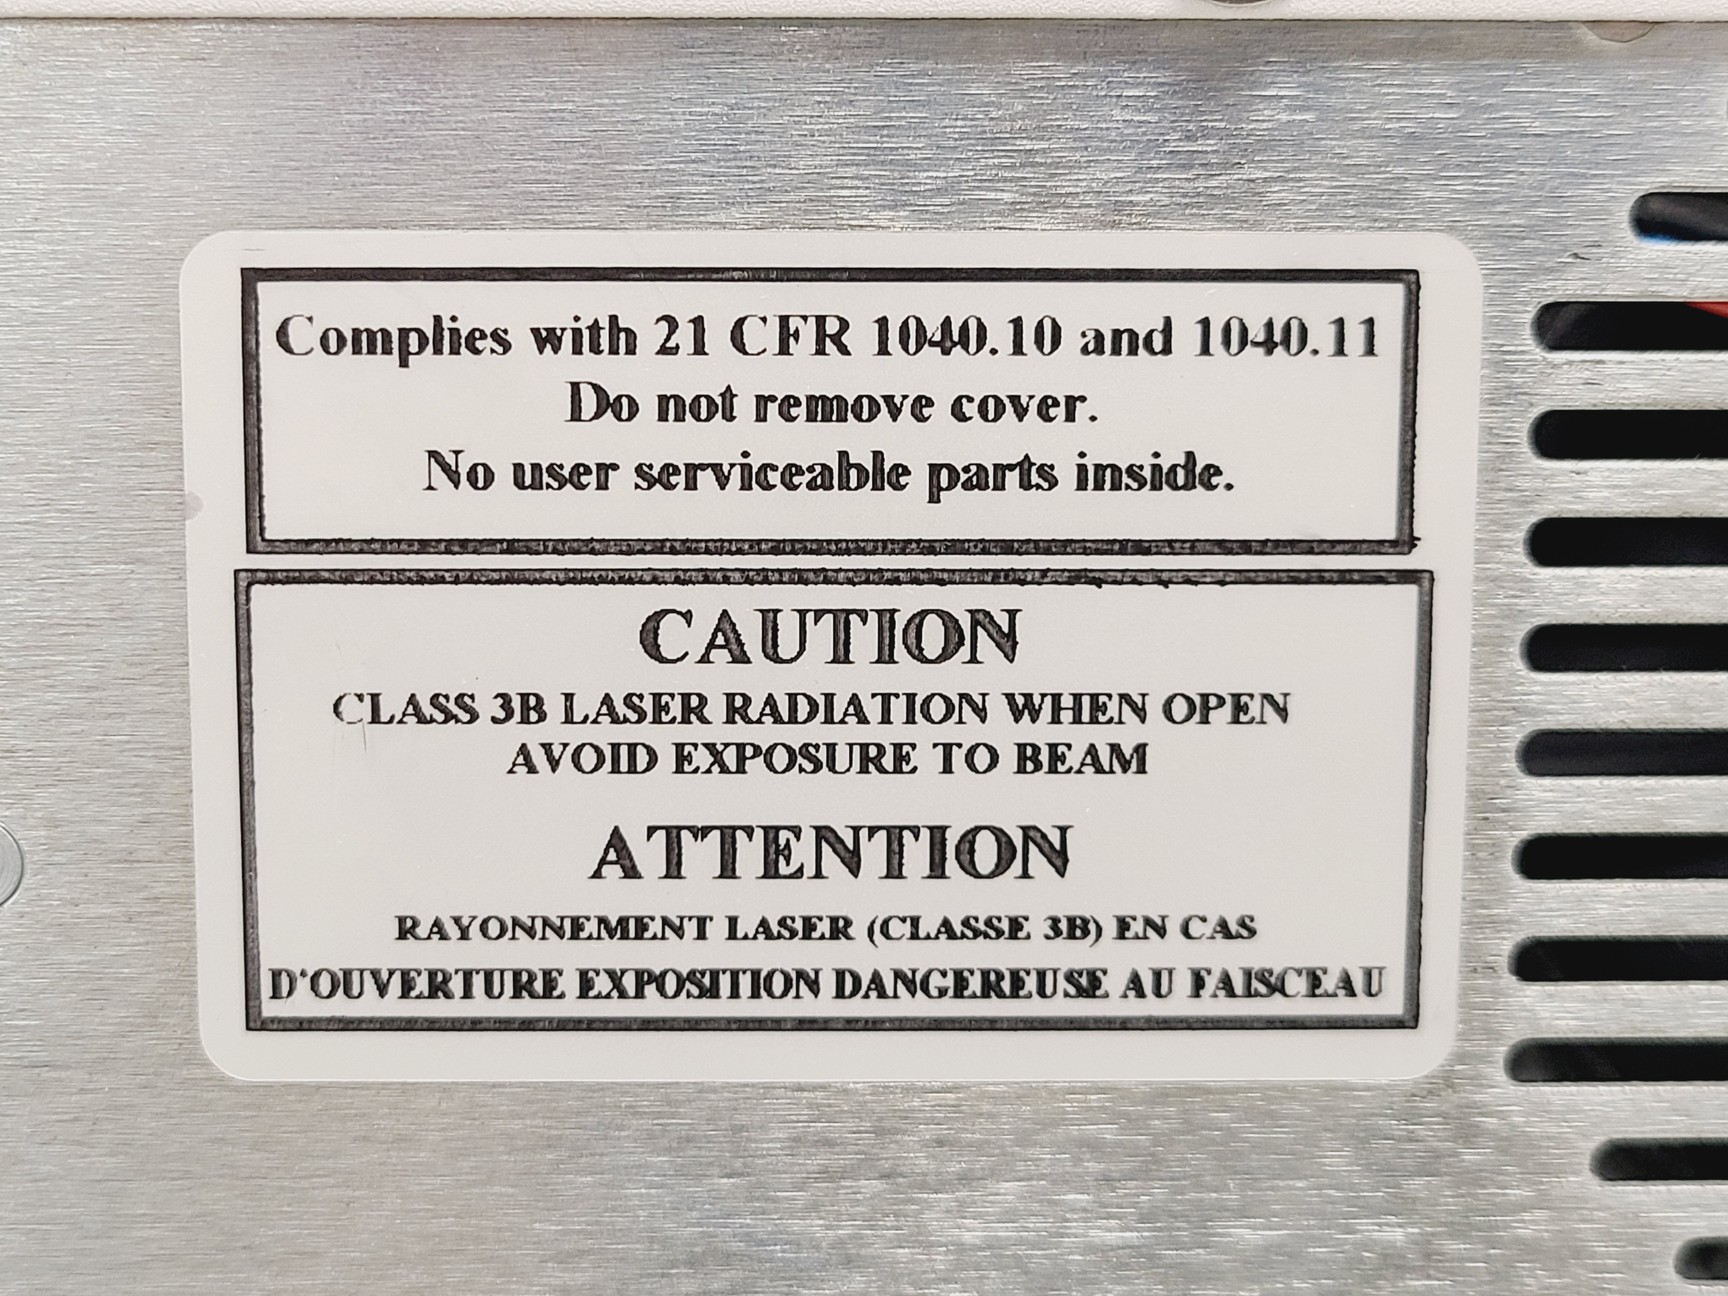 Complies with 21 CFR 1040.10 and 1040.11
Do not remove cover.
No user serviceable parts inside.
CAUTION
CLASS 3B LASER RADIATION WHEN OPEN
AVOID EXPOSURE TO BEAM
ATTENTION
RAYONNEMENT LASER (CLASSE 3B) EN CAS
D'OUVERTURE EXPOSITION DANGEREUSE AU FAISCEAU